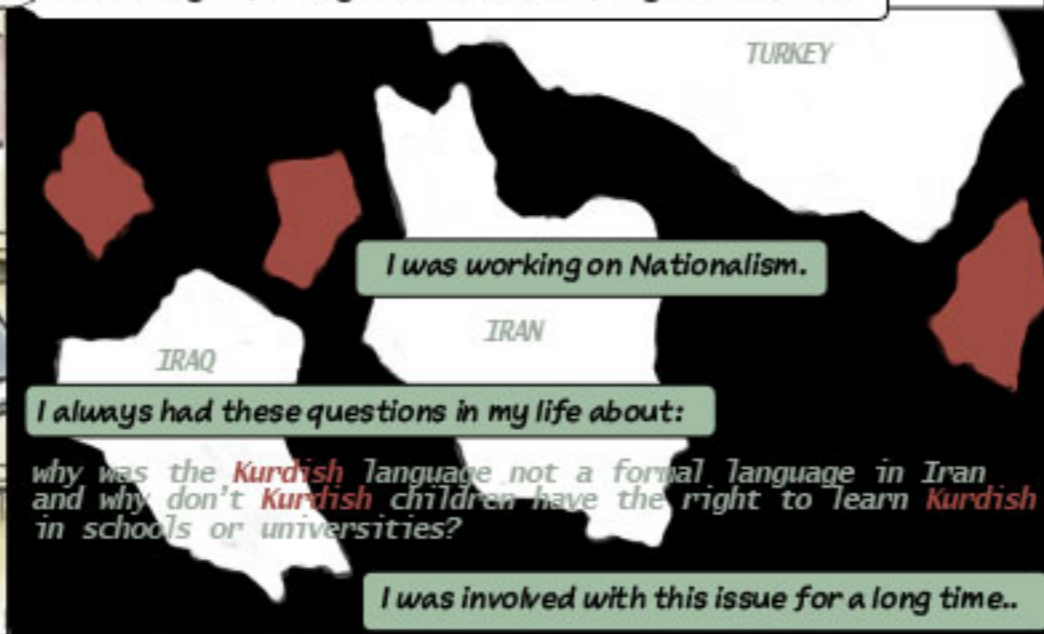 TURKEY
I was working on Nationalism.
IRAN
IRAQ
I always had these questions in my life about:
why was the Kurdish language not a formal language in Iran
and why don't Kurdish children have the right to learn Kurdish
in schools or universities?
I was involved with this issue for a long time..